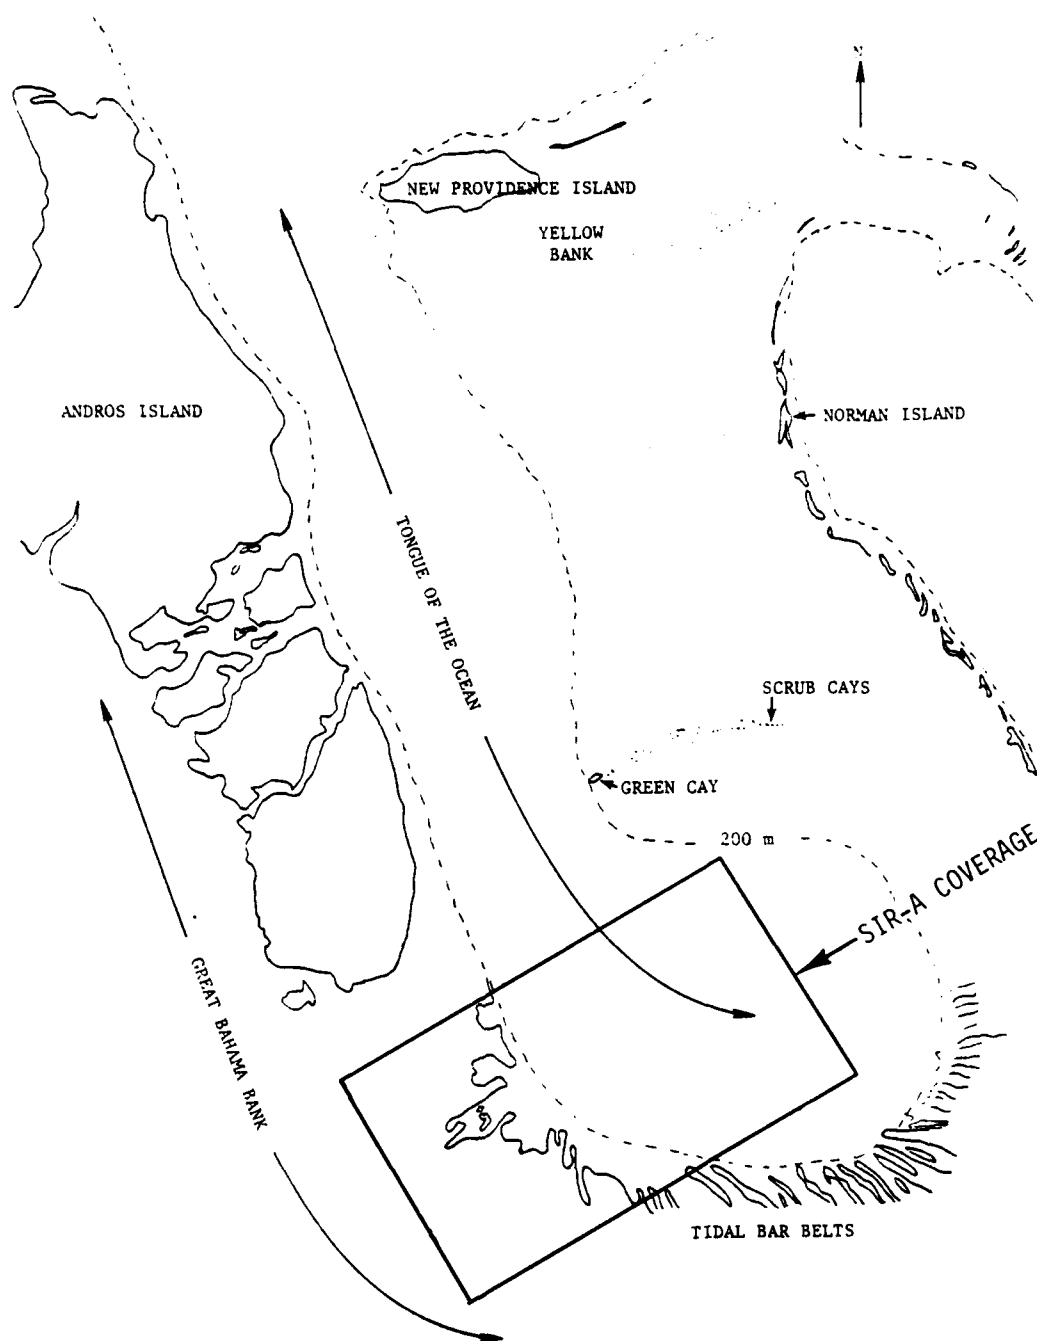 N
NEW PROVIDENCE ISLAND
YELLOW
BANK
ANDROS ISLAND
NORMAN ISLAND
TONGUE OF THE OCEAN
SCRUB CAYS
GREEN CAY
200 m
SIR-A COVERAGE
GREAT BAHAMA BANK
TIDAL BAR BELTS